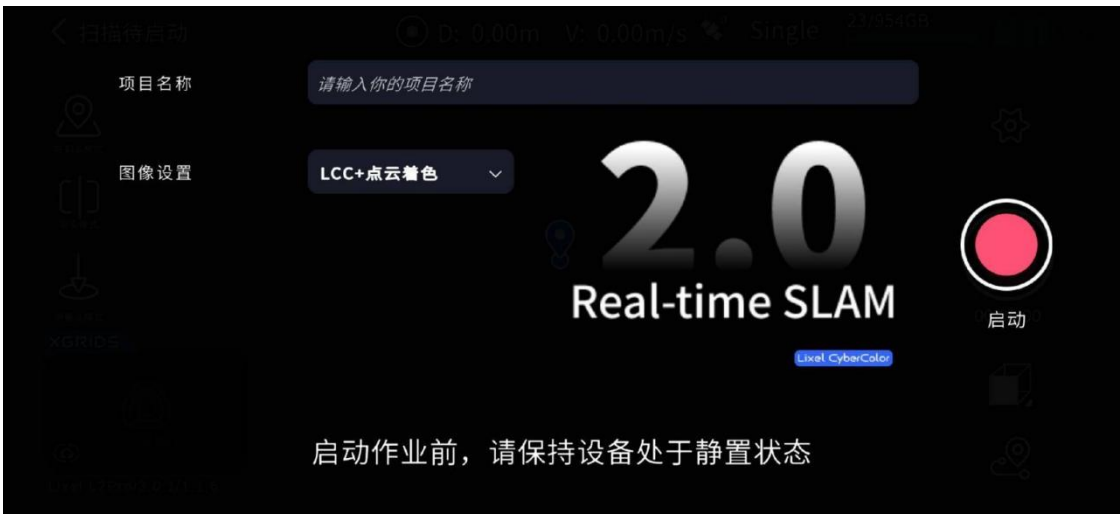 扫描待启动
D: 0.00m V: 0.00m/s Single 23/954GB
项目名称
请输入你的项目名称
图像设置
LCC+点云着色
2.0
Real-time SLAM
启动
XGRIDS
Lixel CyberColor
启动作业前，请保持设备处于静置状态